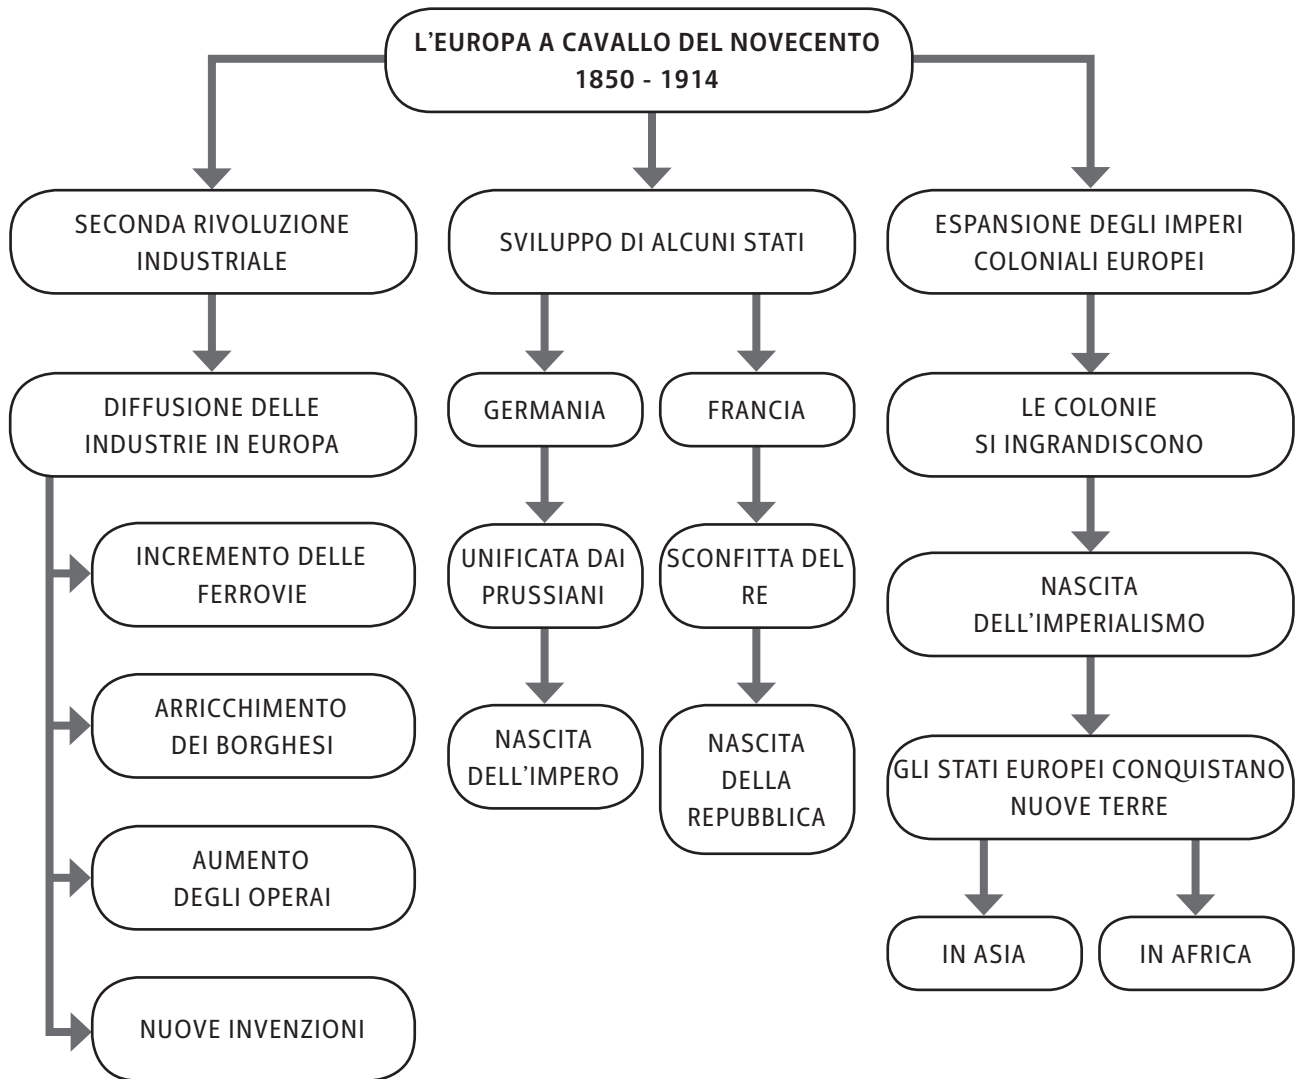 L'EUROPA A CAVALLO DEL NOVECENTO
1850 - 1914
SECONDA RIVOLUZIONE
INDUSTRIALE
DIFFUSIONE DELLE
INDUSTRIE IN EUROPA
INCREMENTO DELLE
FERROVIE
ARRICCHIMENTO
DEI BORGHESI
AUMENTO
DEGLI OPERAI
NUOVE INVENZIONI
SVILUPPO DI ALCUNI STATI
GERMANIA
UNIFICATA DAI
PRUSSIANI
NASCITA
DELL'IMPERO
FRANCIA
SCONFITTA DEL
RE
NASCITA
DELLA
REPUBBLICA
ESPANSIONE DEGLI IMPERI
COLONIALI EUROPEI
LE COLONIE
SI INGRANDISCONO
NASCITA
DELL'IMPERIALISMO
GLI STATI EUROPEI CONQUISTANO
NUOVE TERRE
IN ASIA
IN AFRICA